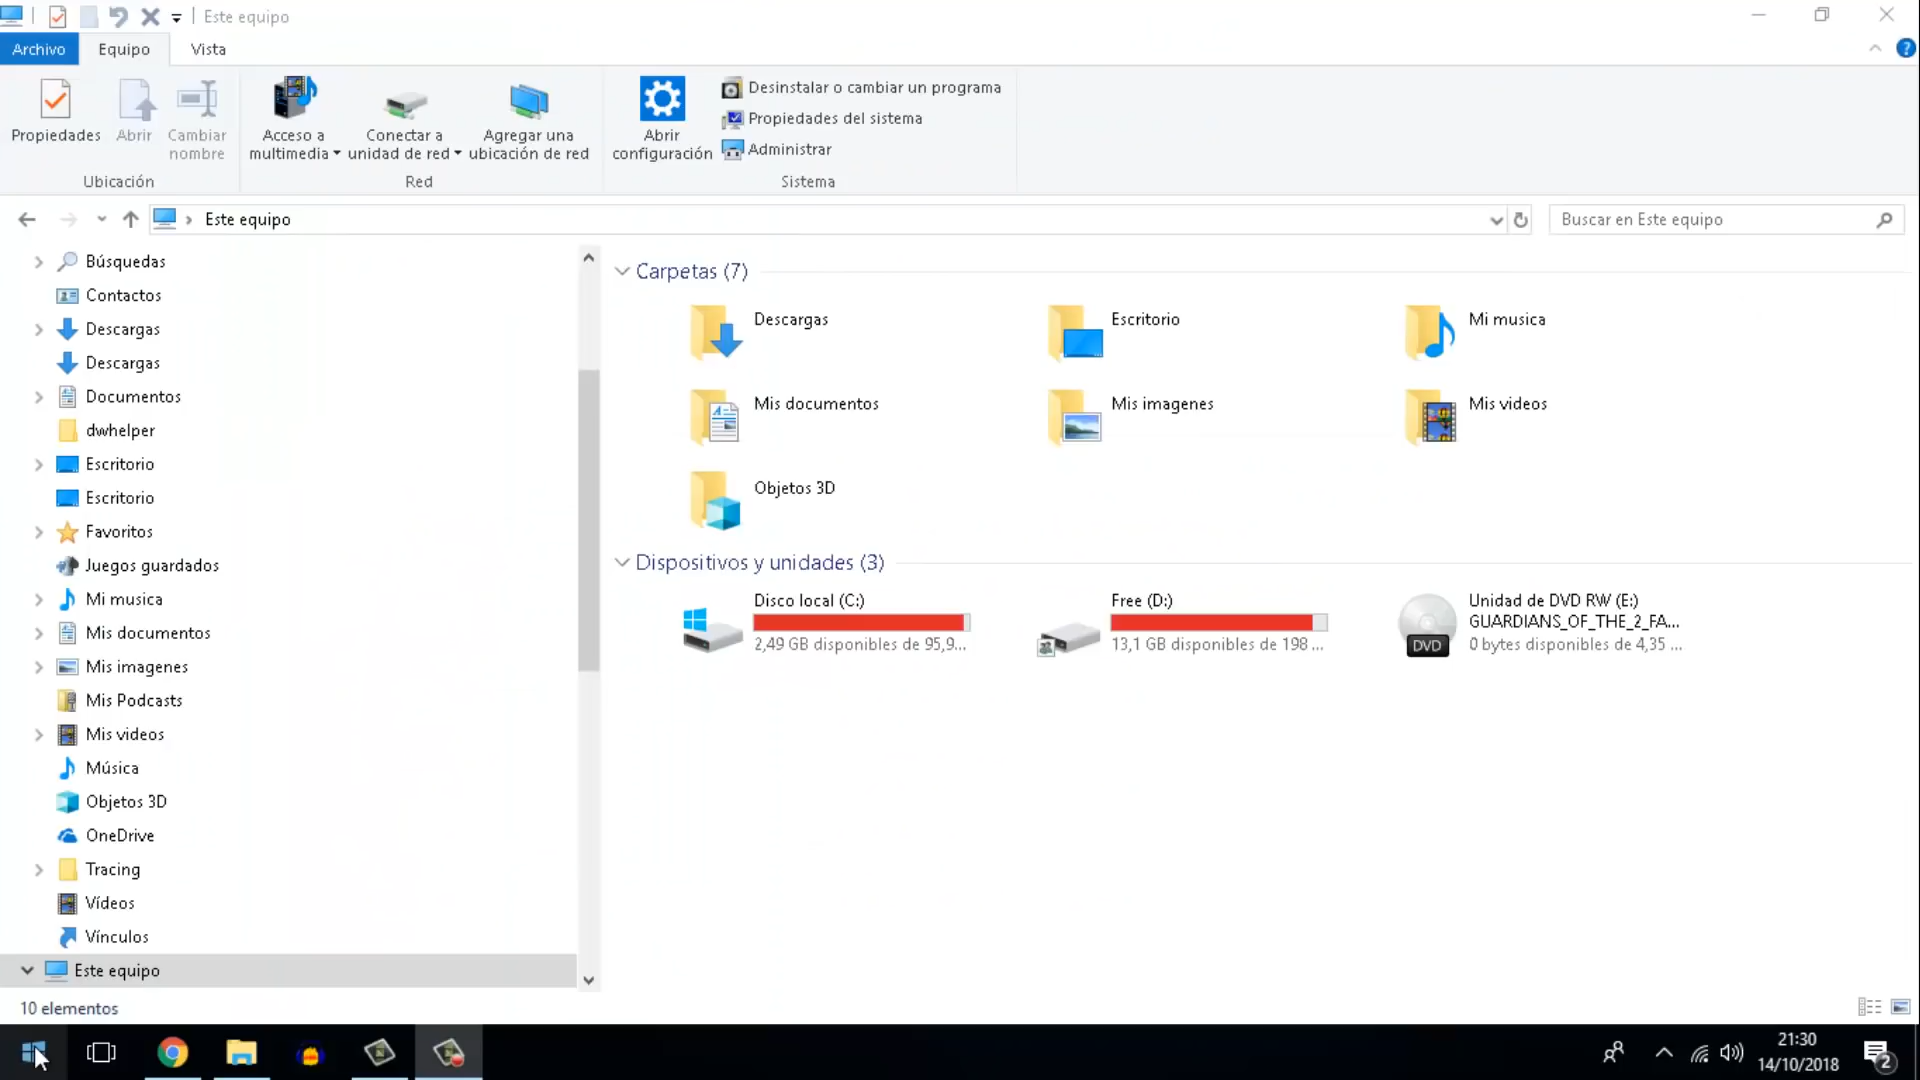 Este equipo
Archivo
Equipo
Vista
Propiedades
Abrir
Cambiar
nombre
Ubicación
Acceso a
multimedia
Conectar a
unidad de red
Agregar una
ubicación de red
Red
Abrir
configuración
Desinstalar o cambiar un programa
Propiedades del sistema
Administrar
Sistema
Este equipo
Buscar en Este equipo
Búsquedas
Contactos
Descargas
Descargas
Documentos
dwhelper
Escritorio
Escritorio
Favoritos
Juegos guardados
Mi musica
Mis documentos
Mis imagenes
Mis Podcasts
Mis videos
Música
Objetos 3D
OneDrive
Tracing
Vídeos
Vínculos
Este equipo
Carpetas (7)
Descargas
Escritorio
Mi musica
Mis documentos
Mis imagenes
Mis videos
Objetos 3D
Dispositivos y unidades (3)
Disco local (C:)
2,49 GB disponibles de 95,9...
Free (D:)
13,1 GB disponibles de 198 ...
Unidad de DVD RW (E:)
GUARDIANS_OF_THE_2_FA...
0 bytes disponibles de 4,35 ...
DVD
10 elementos
21:30
14/10/2018
2